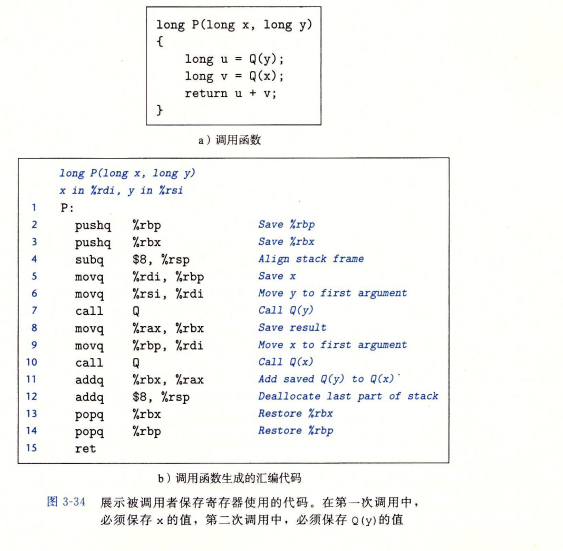 long P(long x, long y)
{
    long u = Q(y);
    long v = Q(x);
    return u + v;
}
a）调用函数
long P(long x, long y)
x in %rdi, y in %rsi
1 P:
2 pushq %rbp Save %rbp
3 pushq %rbx Save %rbx
4 subq $8, %rsp Align stack frame
5 movq %rdi, %rbp Save x
6 movq %rsi, %rdi Move y to first argument
7 call Q Call Q(y)
8 movq %rax, %rbx Save result
9 movq %rbp, %rdi Move x to first argument
10 call Q Call Q(x)
11 addq %rbx, %rax Add saved Q(y) to Q(x)
12 addq $8, %rsp Deallocate last part of stack
13 popq %rbx Restore %rbx
14 popq %rbp Restore %rbp
15 ret
b）调用函数生成的汇编代码
图 3-34 展示被调用者保存寄存器使用的代码。在第一次调用中，
必须保存 x 的值，第二次调用中，必须保存 Q(y)的值